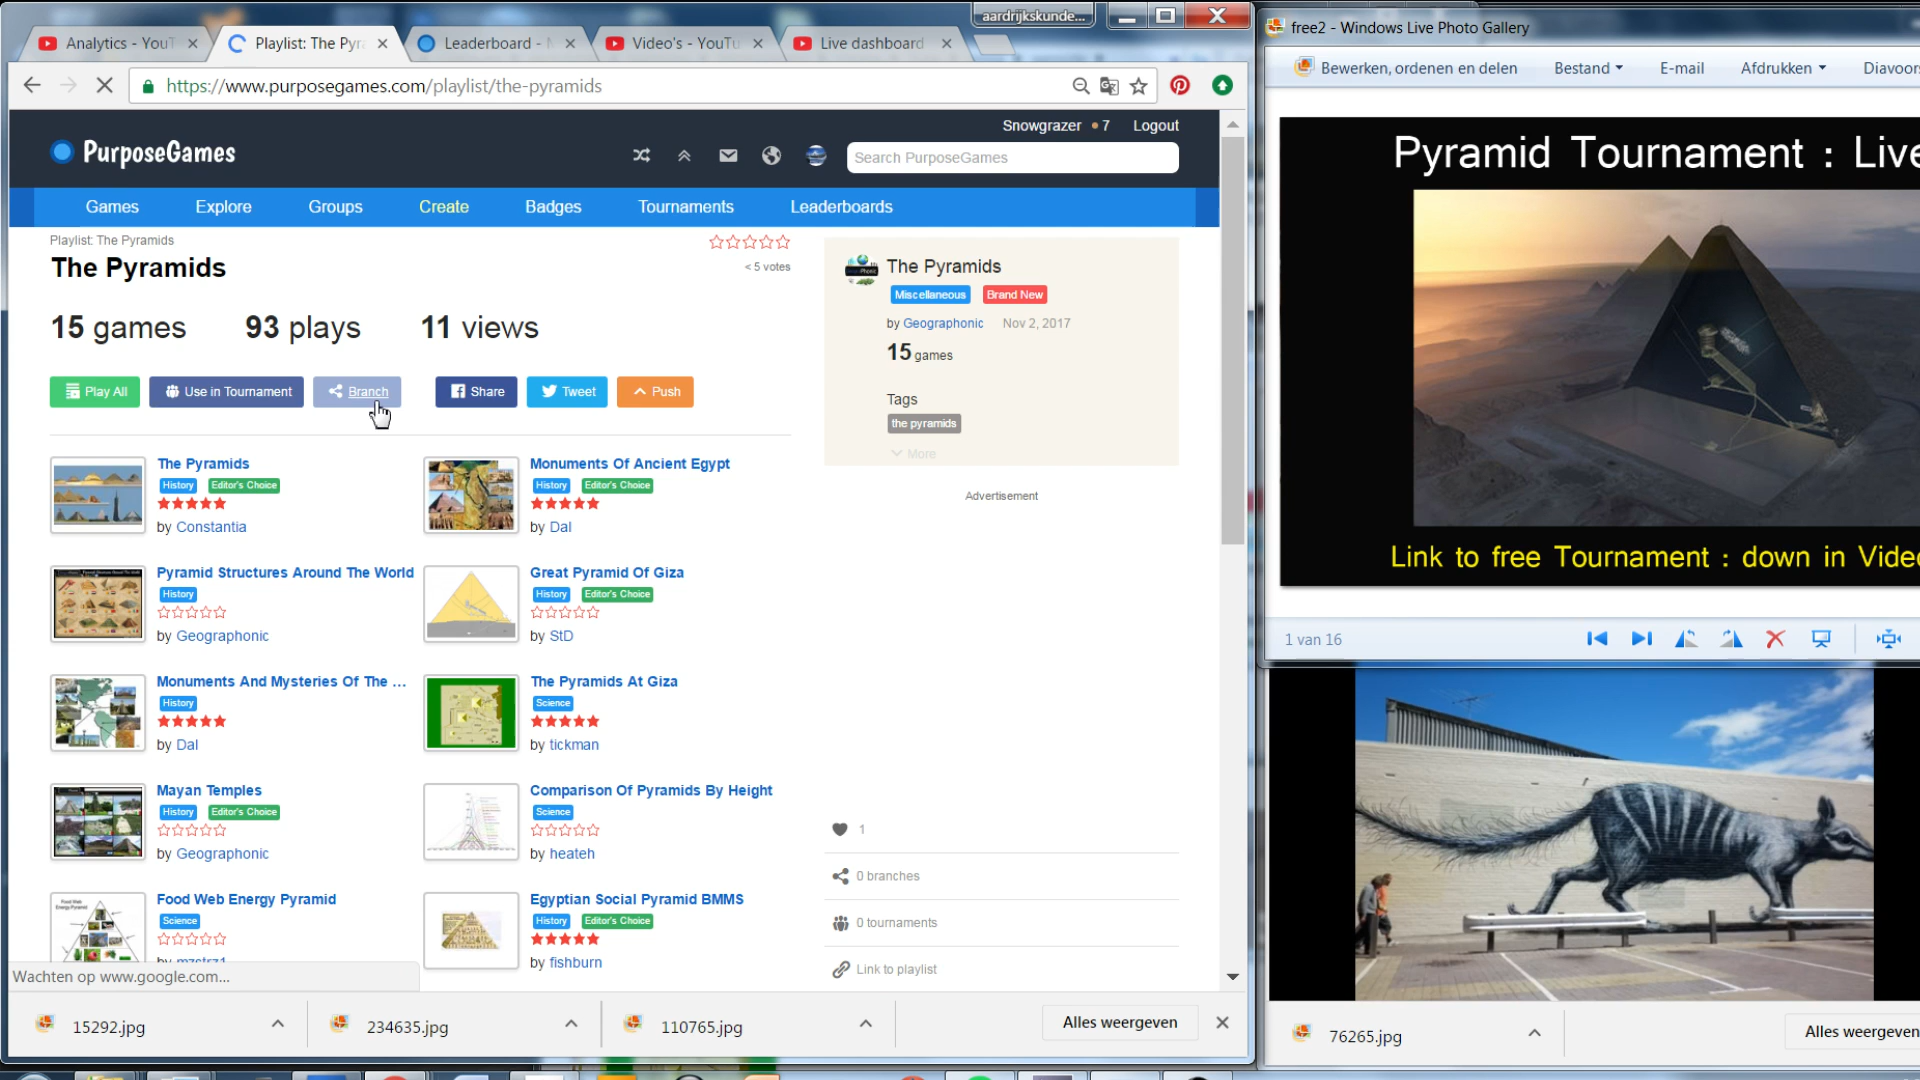 aardrijkskunde...
Analytics - YouT
Playlist: The Pyra
Leaderboard - N
Video's - YouTu
Live dashboard
https://www.purposegames.com/playlist/the-pyramids
Snowgrazer • 7 Logout
PurposeGames
Search PurposeGames
Games Explore Groups Create Badges Tournaments Leaderboards
Playlist: The Pyramids
The Pyramids
< 5 votes
15 games 93 plays 11 views
Play All Use in Tournament Branch Share Tweet Push
The Pyramids
History Editor's Choice
by Constantia
Monuments Of Ancient Egypt
History Editor's Choice
by Dal
Pyramid Structures Around The World
History
by Geographonic
Great Pyramid Of Giza
History Editor's Choice
by StD
Monuments And Mysteries Of The ...
History
by Dal
The Pyramids At Giza
Science
by tickman
Mayan Temples
History Editor's Choice
by Geographonic
Comparison Of Pyramids By Height
Science
by heateh
Food Web Energy Pyramid
Science
by mzstrz1
Egyptian Social Pyramid BMMS
History Editor's Choice
by fishburn
The Pyramids
Miscellaneous Brand New
by Geographonic Nov 2, 2017
15 games
Tags
the pyramids
More
Advertisement
1
0 branches
0 tournaments
Link to playlist
Wachten op www.google.com...
15292.jpg
234635.jpg
110765.jpg
Alles weergeven
free2 - Windows Live Photo Gallery
Bewerken, ordenen en delen Bestand E-mail Afdrukken Diavoors
Pyramid Tournament : Live
Link to free Tournament : down in Video
1 van 16
76265.jpg
Alles weergeven